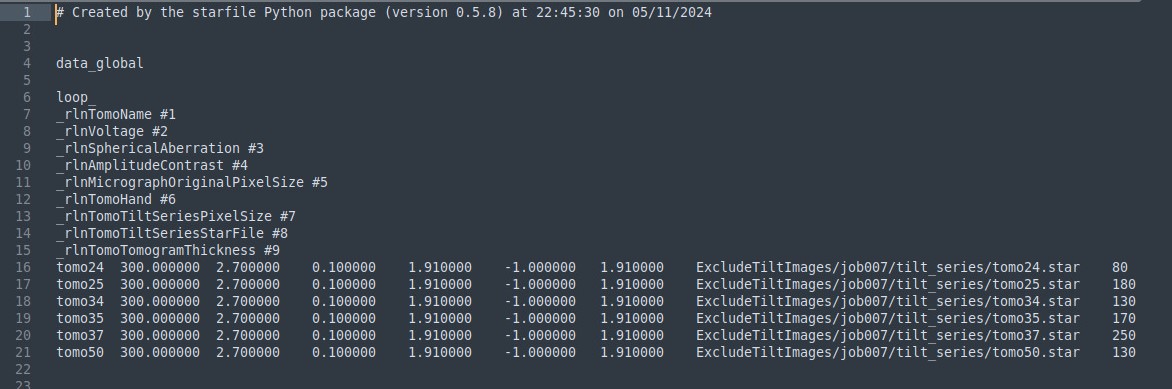 1 # Created by the starfile Python package (version 0.5.8) at 22:45:30 on 05/11/2024
2
3
4 data_global
5
6 loop_
7 _rlnTomoName #1
8 _rlnVoltage #2
9 _rlnSphericalAberration #3
10 _rlnAmplitudeContrast #4
11 _rlnMicrographOriginalPixelSize #5
12 _rlnTomoHand #6
13 _rlnTomoTiltSeriesPixelSize #7
14 _rlnTomoTiltSeriesStarFile #8
15 _rlnTomoTomogramThickness #9
16 tomo24 300.000000 2.700000 0.100000 1.910000 -1.000000 1.910000 ExcludeTiltImages/job007/tilt_series/tomo24.star 80
17 tomo25 300.000000 2.700000 0.100000 1.910000 -1.000000 1.910000 ExcludeTiltImages/job007/tilt_series/tomo25.star 180
18 tomo34 300.000000 2.700000 0.100000 1.910000 -1.000000 1.910000 ExcludeTiltImages/job007/tilt_series/tomo34.star 130
19 tomo35 300.000000 2.700000 0.100000 1.910000 -1.000000 1.910000 ExcludeTiltImages/job007/tilt_series/tomo35.star 170
20 tomo37 300.000000 2.700000 0.100000 1.910000 -1.000000 1.910000 ExcludeTiltImages/job007/tilt_series/tomo37.star 250
21 tomo50 300.000000 2.700000 0.100000 1.910000 -1.000000 1.910000 ExcludeTiltImages/job007/tilt_series/tomo50.star 130
22
23